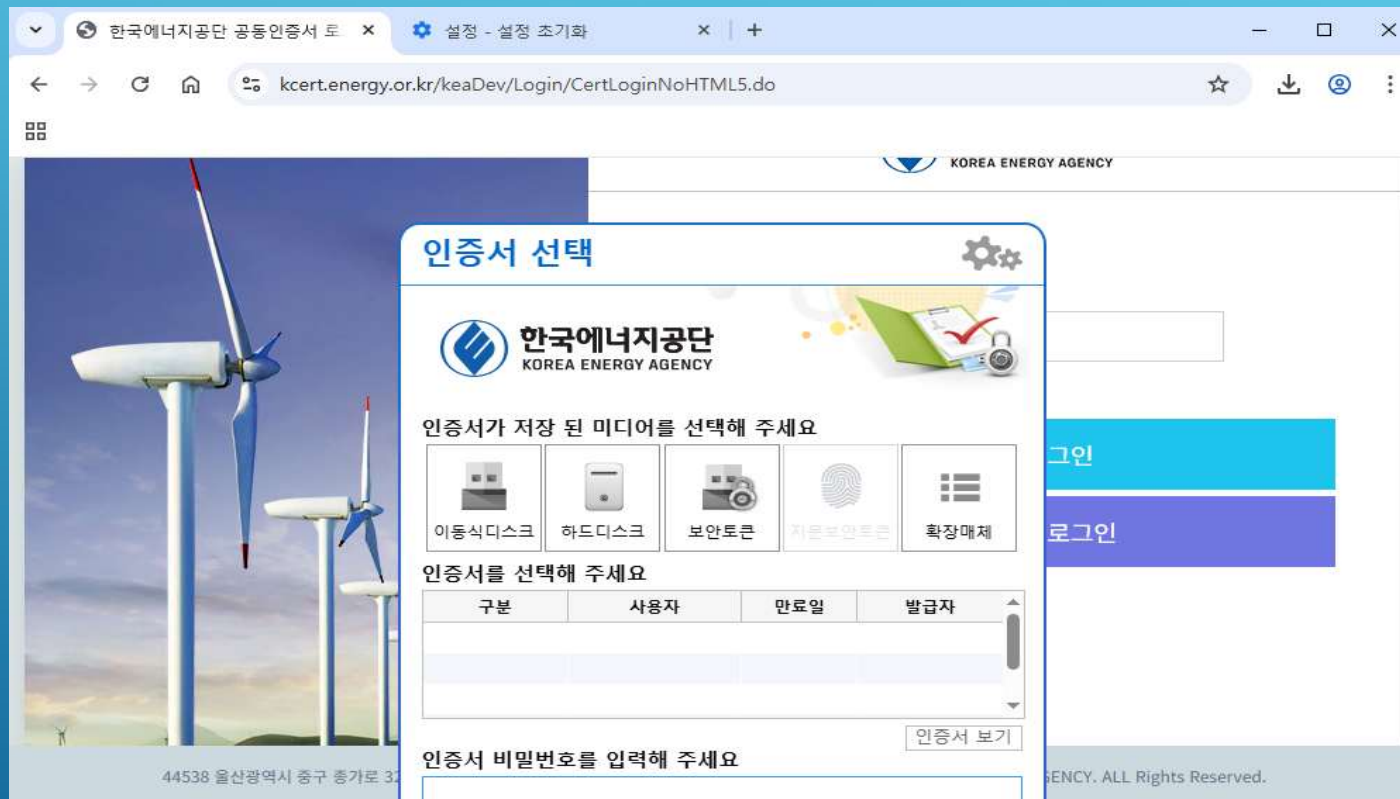 한국에너지공단 공동인증서 로
설정 - 설정 초기화
kcert.energy.or.kr/keaDev/Login/CertLoginNoHTML5.do
KOREA ENERGY AGENCY
인증서 선택
한국에너지공단
KOREA ENERGY AGENCY
인증서가 저장 된 미디어를 선택해 주세요
이동식디스크 하드디스크 보안토큰 지문보안토큰 확장매체
그인
로그인
인증서를 선택해 주세요
구분 사용자 만료일 발급자
인증서 보기
인증서 비밀번호를 입력해 주세요
44538 울산광역시 중구 종가로 32
ENCY. ALL Rights Reserved.